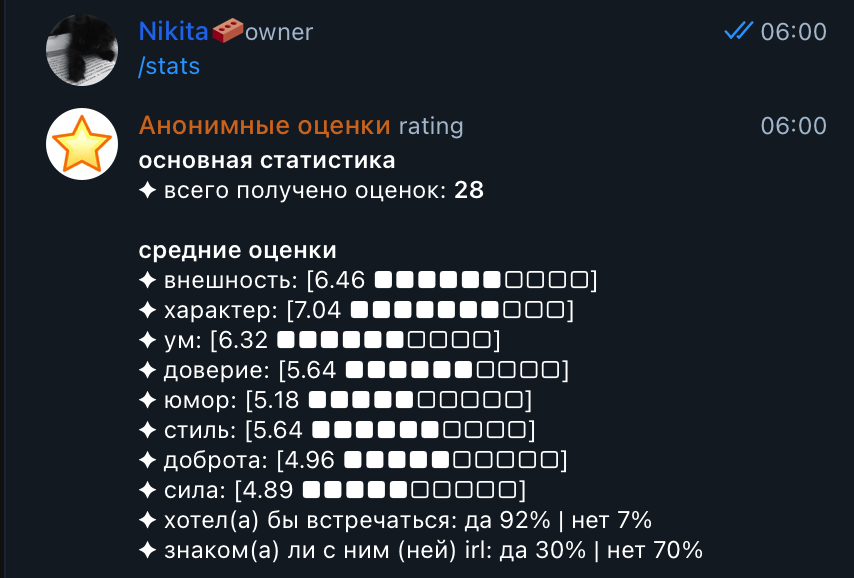 Nikita🧱owner 06:00
/stats
Анонимные оценки rating 06:00
основная статистика
✦ всего получено оценок: 28
средние оценки
✦ внешность: [6.46 ■■■■■■□□□□]
✦ характер: [7.04 ■■■■■■■□□□]
✦ ум: [6.32 ■■■■■■□□□□]
✦ доверие: [5.64 ■■■■■■□□□□]
✦ юмор: [5.18 ■■■■■□□□□□]
✦ стиль: [5.64 ■■■■■■□□□□]
✦ доброта: [4.96 ■■■■■□□□□□]
✦ сила: [4.89 ■■■■■□□□□□]
✦ хотел(а) бы встречаться: да 92% | нет 7%
✦ знаком(а) ли с ним (ней) irl: да 30% | нет 70%